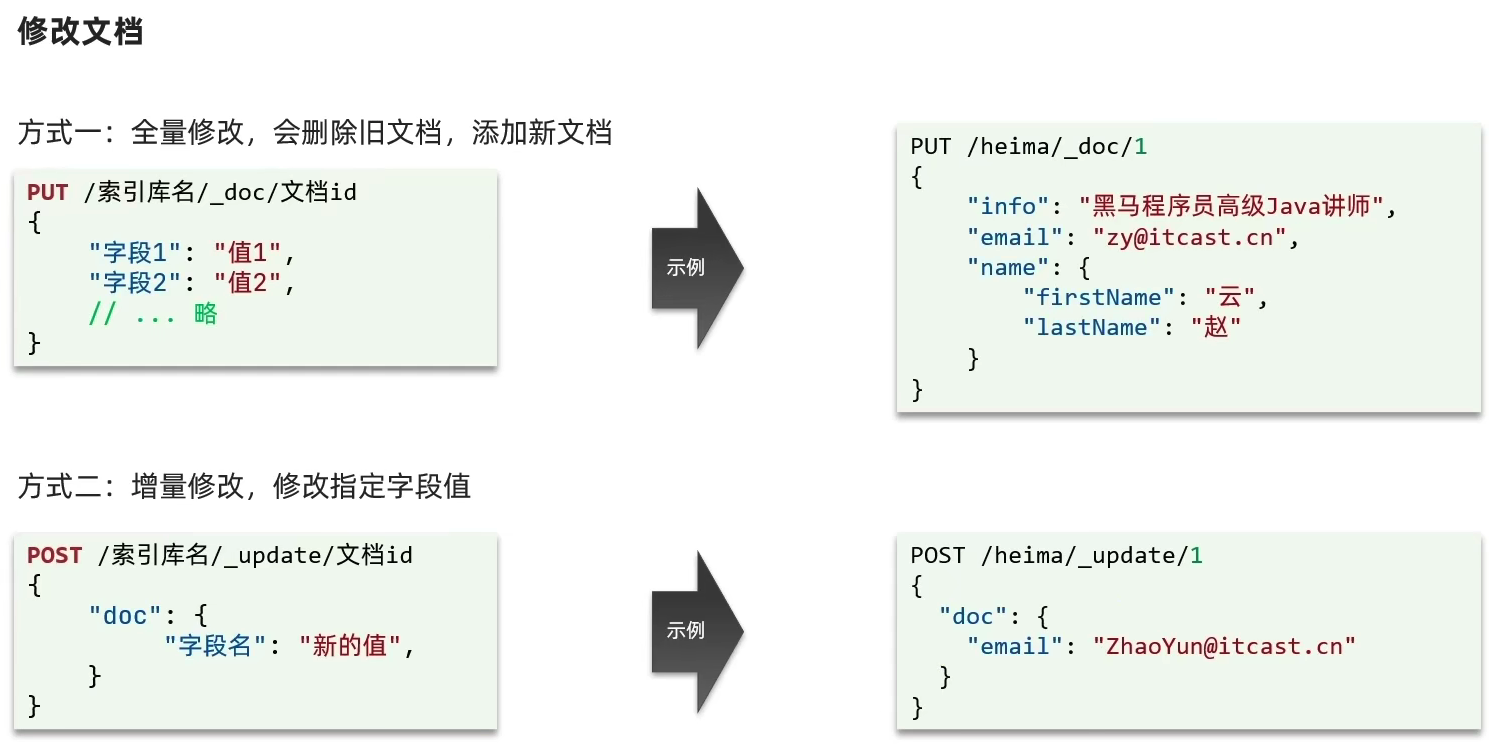 修改文档
方式一：全量修改，会删除旧文档，添加新文档
PUT /索引库名/_doc/文档id
{
    "字段1": "值1",
    "字段2": "值2",
    // ... 略
}
示例
PUT /heima/_doc/1
{
    "info": "黑马程序员高级Java讲师",
    "email": "zy@itcast.cn",
    "name": {
        "firstName": "云",
        "lastName": "赵"
    }
}
方式二：增量修改，修改指定字段值
POST /索引库名/_update/文档id
{
    "doc": {
         "字段名": "新的值",
    }
}
示例
POST /heima/_update/1
{
  "doc": {
    "email": "ZhaoYun@itcast.cn"
  }
}